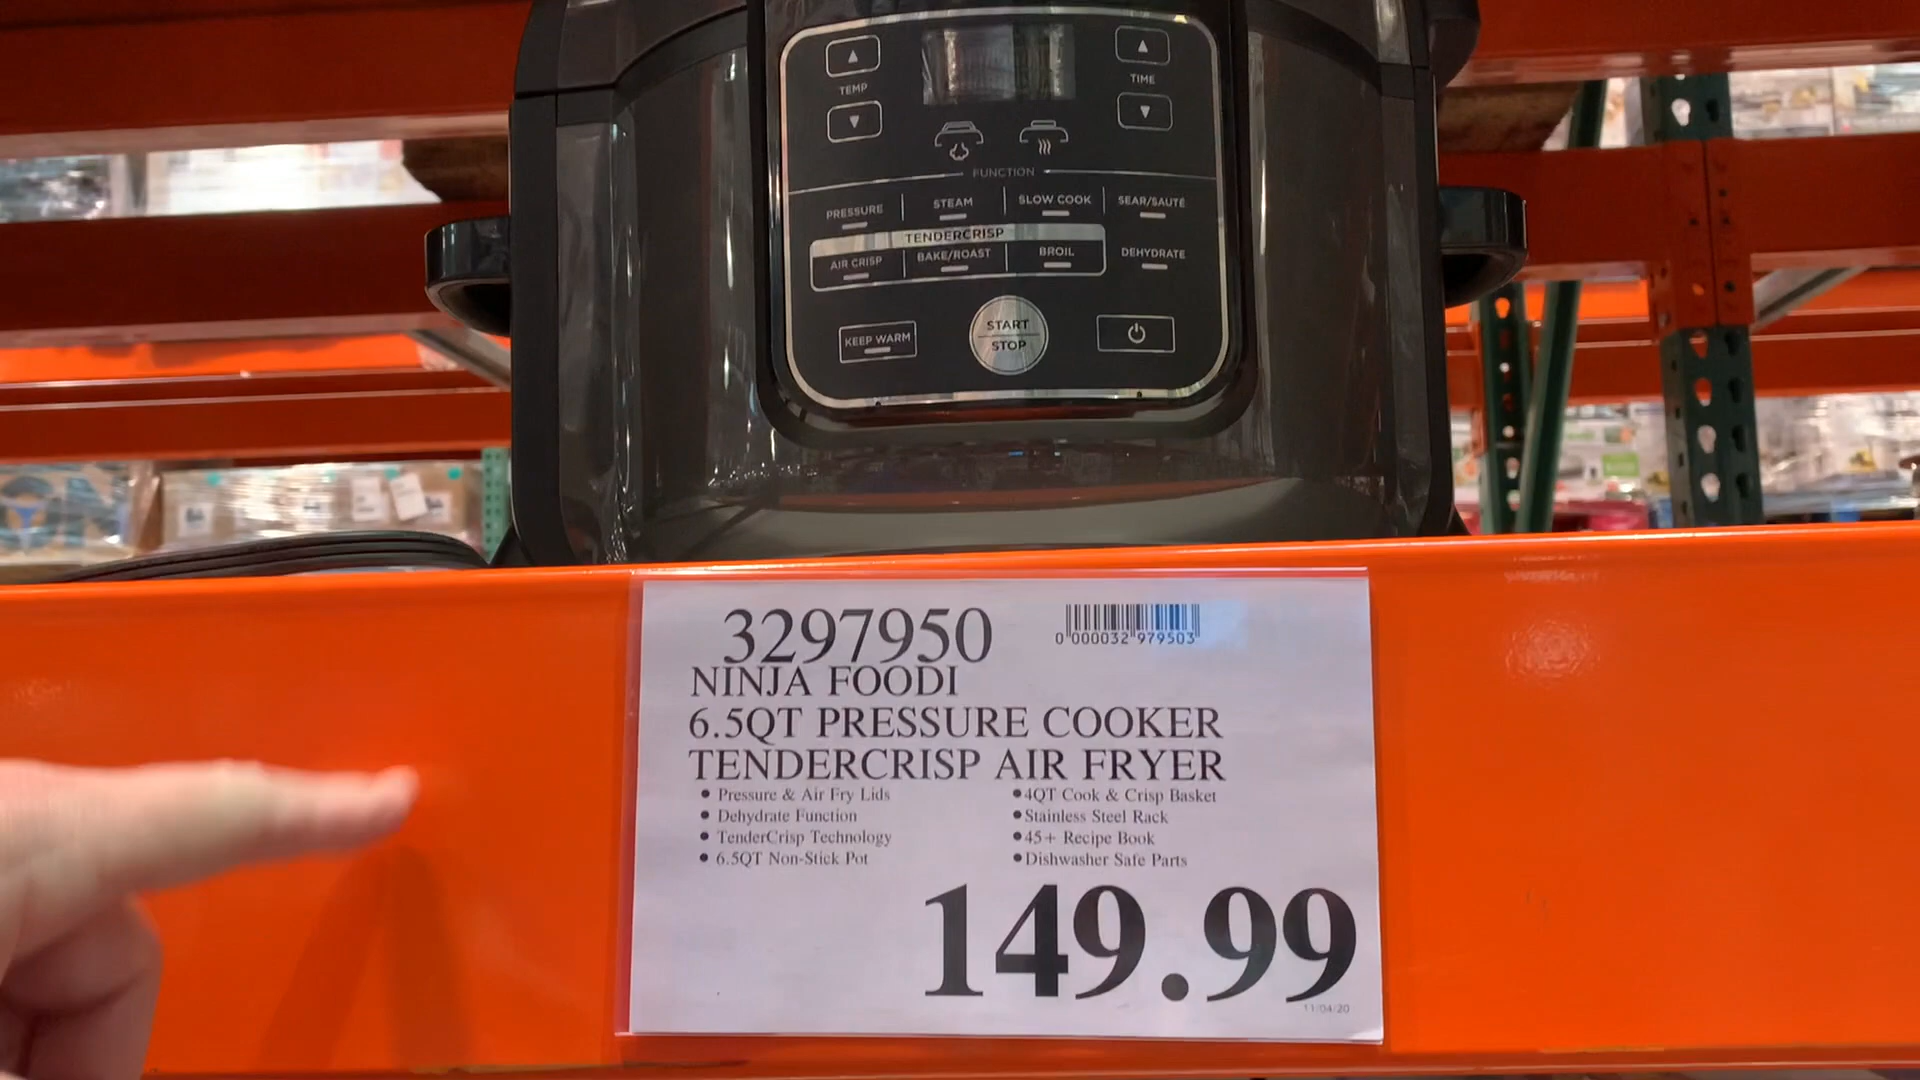 TEMP
TIME
FUNCTION
PRESSURE
STEAM
SLOW COOK
SEAR/SAUTÉ
TENDERCRISP
AIR CRISP
BAKE/ROAST
BROIL
DEHYDRATE
KEEP WARM
START
STOP
3297950
0 000032 979503
NINJA FOODI
6.5QT PRESSURE COOKER
TENDERCRISP AIR FRYER
• Pressure & Air Fry Lids
• Dehydrate Function
• TenderCrisp Technology
• 6.5QT Non-Stick Pot
• 4QT Cook & Crisp Basket
• Stainless Steel Rack
• 45+ Recipe Book
• Dishwasher Safe Parts
149.99
11/04/20